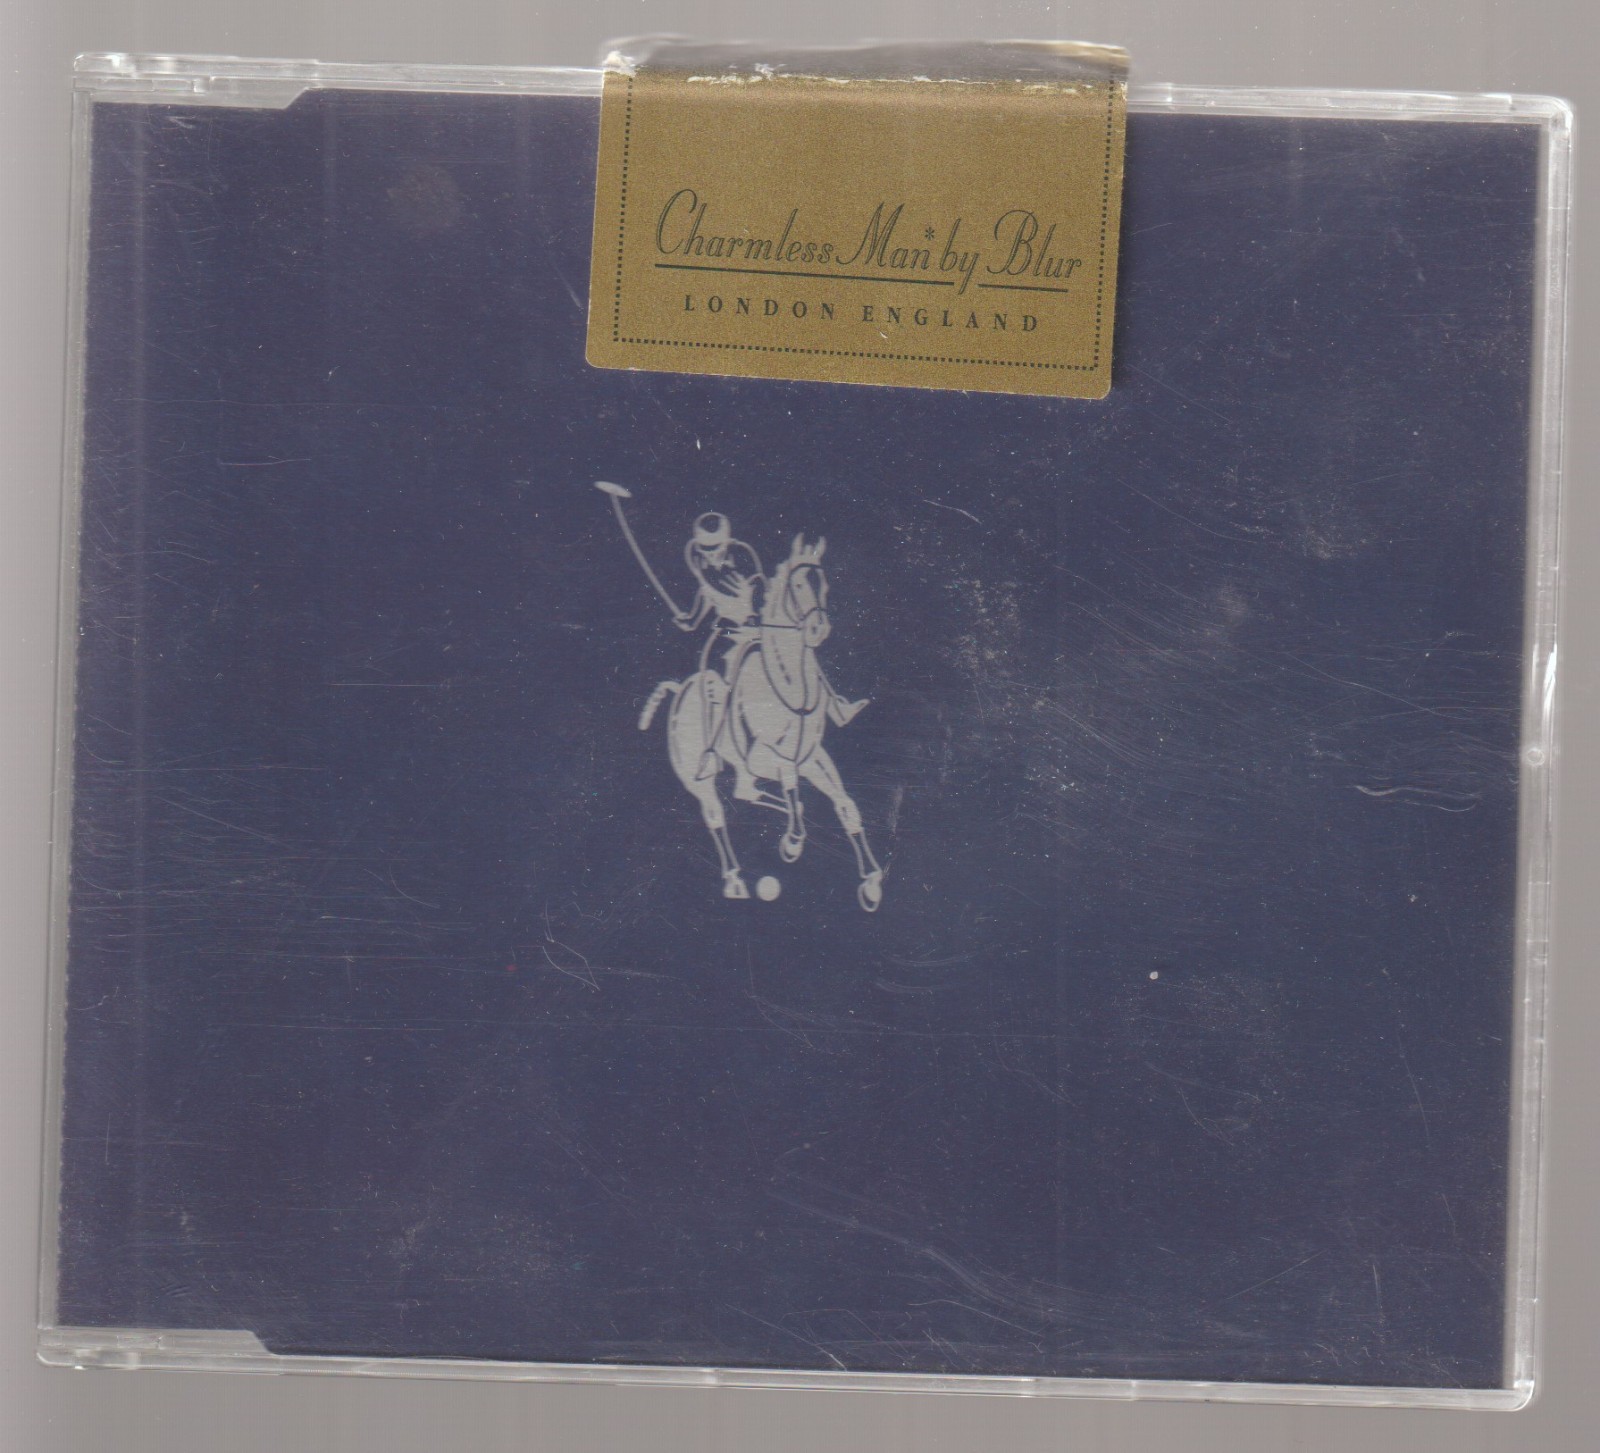 Charmless Man* by Blur
LONDON ENGLAND